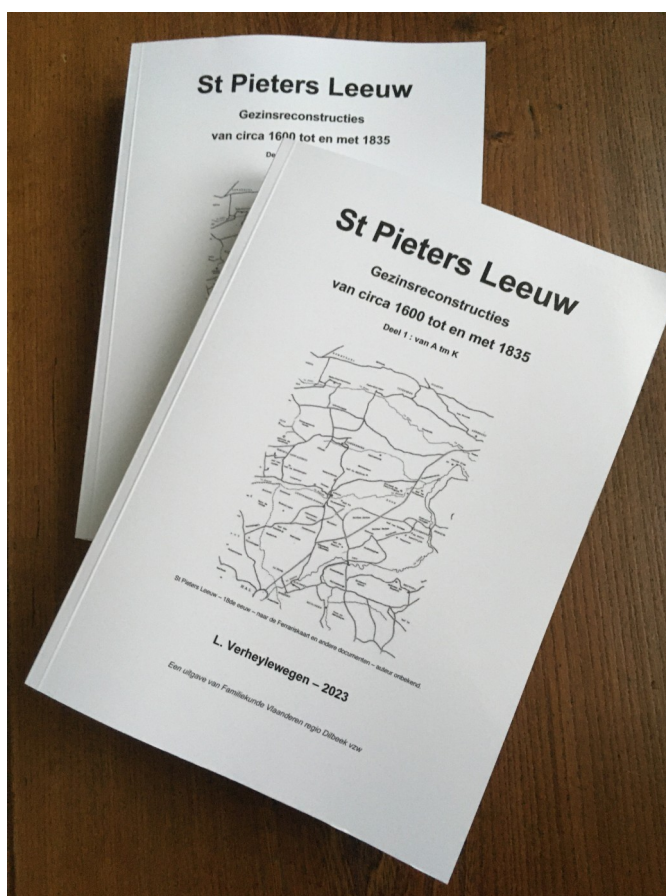 St Pieters Leeuw
Gezinsreconstructies
van circa 1600 tot en met 1835
De
St Pieters Leeuw
Gezinsreconstructies
van circa 1600 tot en met 1835
Deel 1 : van A tm K
St Pieters Leeuw – 18de eeuw – naar de Ferrariskaart en andere documenten – auteur onbekend.
L. Verheylewegen – 2023
Een uitgave van Familiekunde Vlaanderen regio Dilbeek vzw